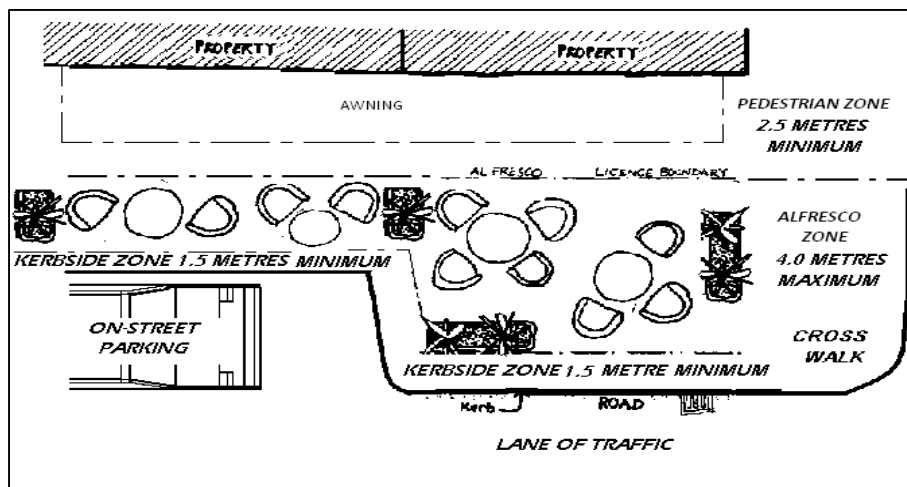 PROPERTY
PROPERTY
AWNING
PEDESTRIAN ZONE
2.5 METRES
MINIMUM
ALFRESCO LICENCE BOUNDARY
ALFRESCO
ZONE
4.0 METRES
MAXIMUM
KERBSIDE ZONE 1.5 METRES MINIMUM
ON-STREET
PARKING
CROSS
WALK
KERBSIDE ZONE 1.5 METRE MINIMUM
Kerb
ROAD
LANE OF TRAFFIC